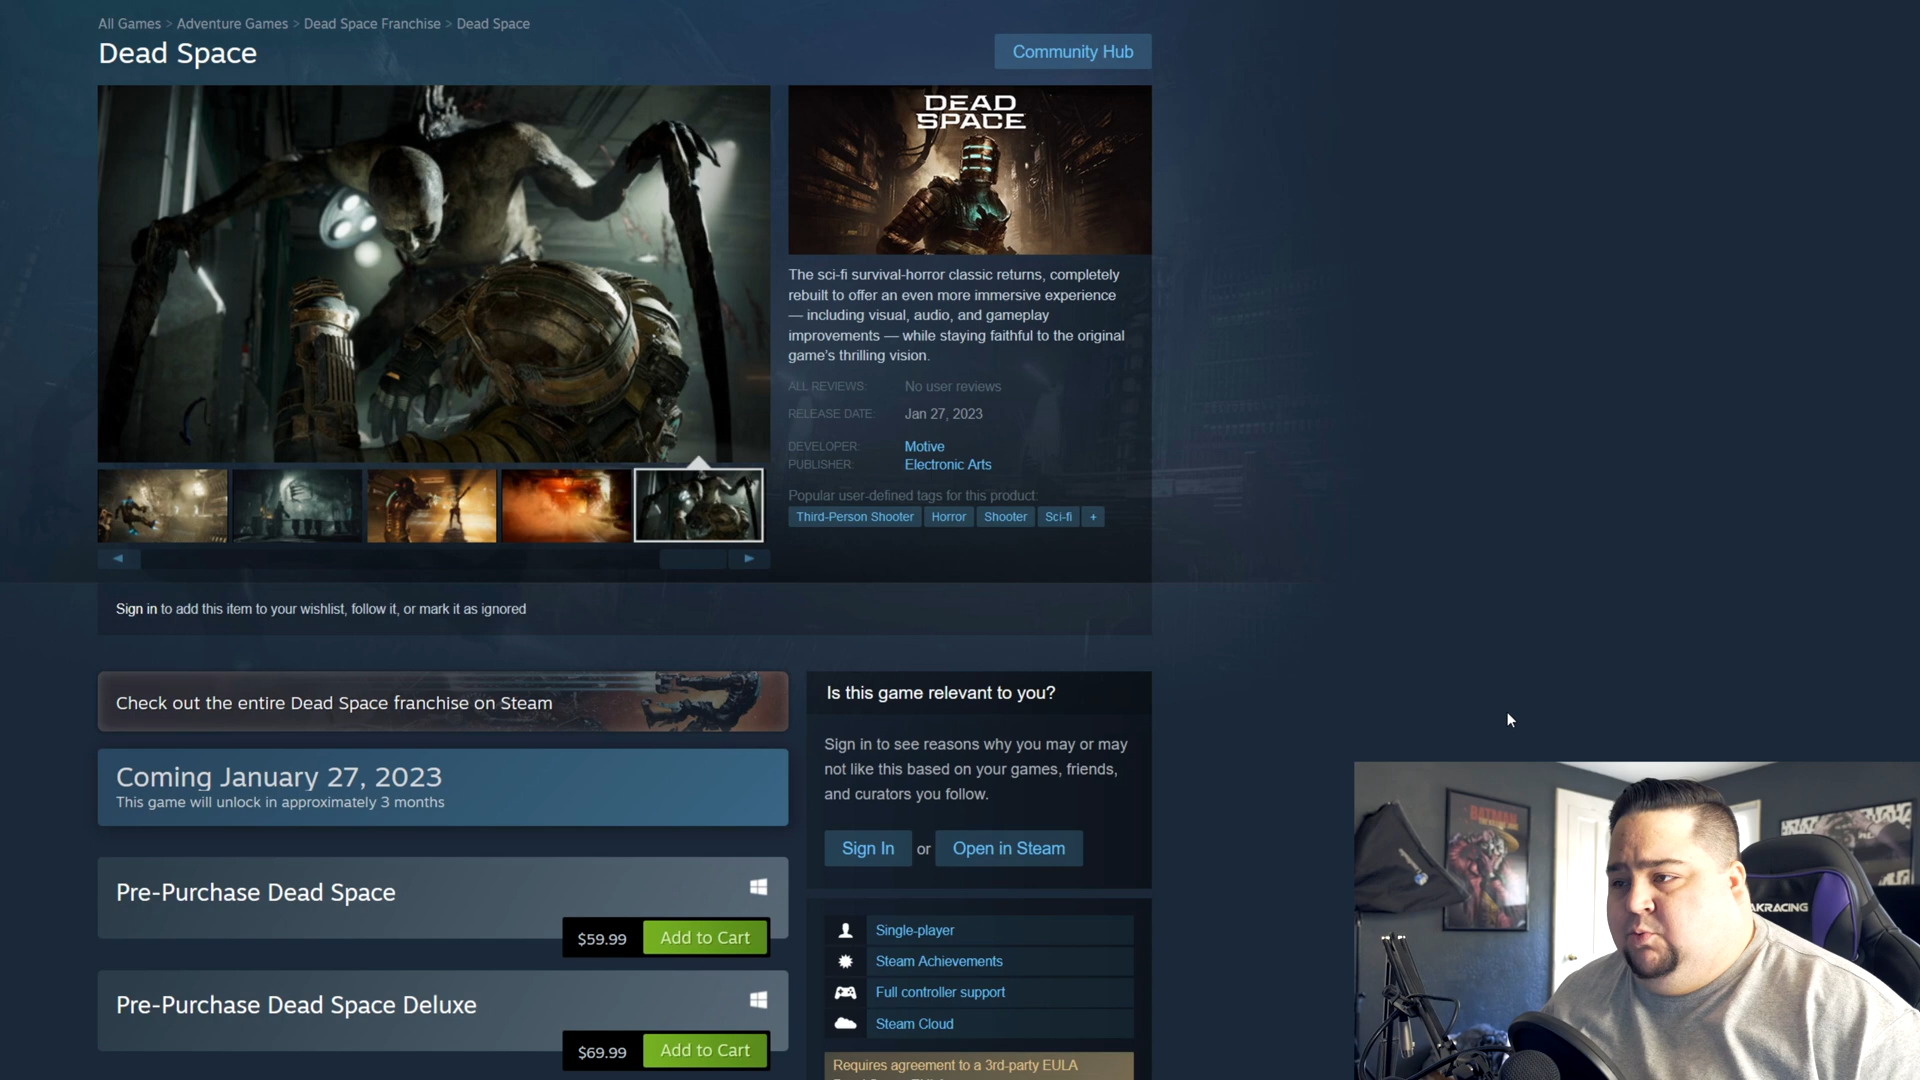 All Games > Adventure Games > Dead Space Franchise > Dead Space
Dead Space
Community Hub
DEAD
SPACE
The sci-fi survival-horror classic returns, completely
rebuilt to offer an even more immersive experience
— including visual, audio, and gameplay
improvements — while staying faithful to the original
game's thrilling vision.
ALL REVIEWS: No user reviews
RELEASE DATE: Jan 27, 2023
DEVELOPER: Motive
PUBLISHER: Electronic Arts
Popular user-defined tags for this product:
Third-Person Shooter Horror Shooter Sci-fi +
Sign in to add this item to your wishlist, follow it, or mark it as ignored
Check out the entire Dead Space franchise on Steam
Coming January 27, 2023
This game will unlock in approximately 3 months
Pre-Purchase Dead Space
$59.99 Add to Cart
Pre-Purchase Dead Space Deluxe
$69.99 Add to Cart
Is this game relevant to you?
Sign in to see reasons why you may or may
not like this based on your games, friends,
and curators you follow.
Sign In or Open in Steam
Single-player
Steam Achievements
Full controller support
Steam Cloud
Requires agreement to a 3rd-party EULA
BATMAN
AKRACING